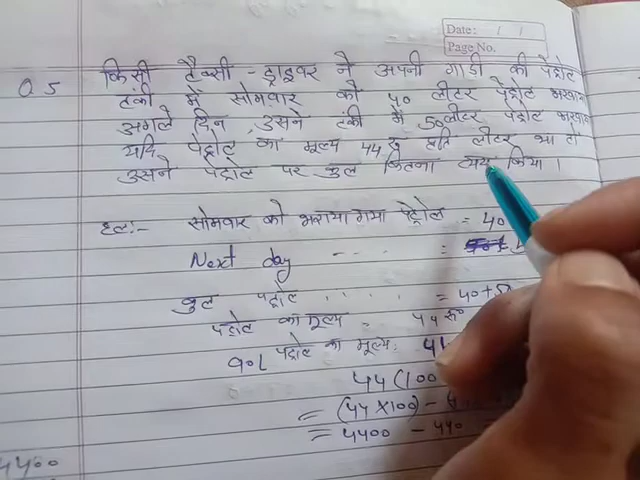 Date: / /
Page No.
Q.5 किसी टैक्सी - ड्राइवर ने अपनी गाडी की पेट्रोल
टंकी में सोमवार को 40 लीटर पेट्रोल भरवाया
अगले दिन, उसने टंकी में 50 लीटर पेट्रोल भरवाया
यदि पेट्रोल का मूल्य 44 रु प्रति लीटर था तो
उसने पेट्रोल पर कुल कितना व्यय किया ।
हल:- सोमवार को भराया गया पेट्रोल = 40
Next day .. .. =
कुल पेट्रोल . . . . = 40+50
पेट्रोल का मूल्य = 44 रू०
90L पेट्रोल का मूल्य: 44
44 (100
= (44 x 100) -
= 4400 - 440
4400